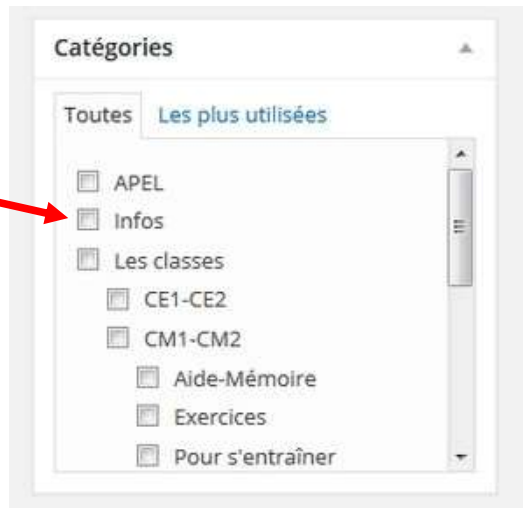 Catégories
Toutes Les plus utilisées
APEL
Infos
Les classes
CE1-CE2
CM1-CM2
Aide-Mémoire
Exercices
Pour s'entraîner